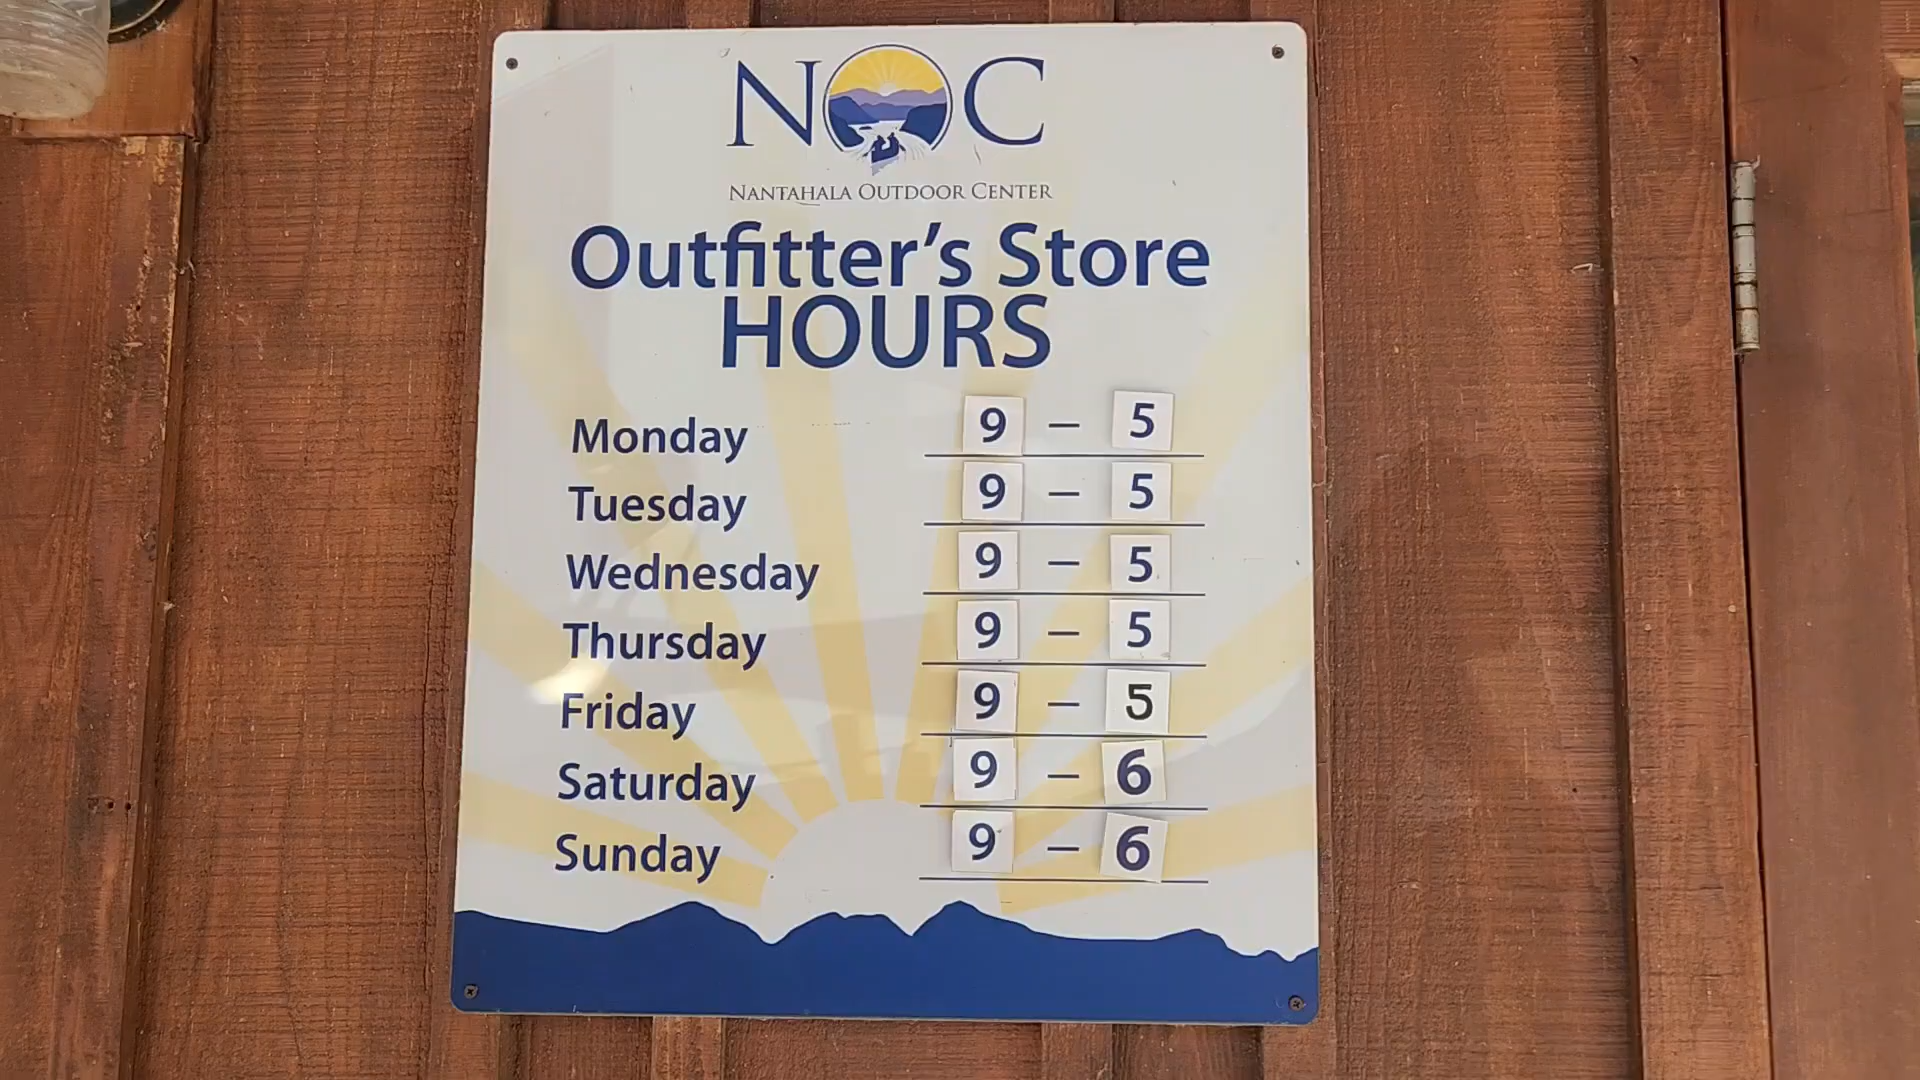 NOC
NANTAHALA OUTDOOR CENTER
Outfitter's Store
HOURS
Monday 9 – 5
Tuesday 9 – 5
Wednesday 9 – 5
Thursday 9 – 5
Friday 9 – 5
Saturday 9 – 6
Sunday 9 – 6